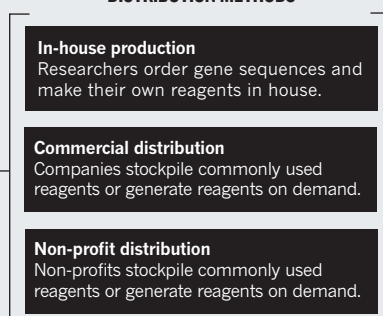 DISTRIBUTION METHODS
In-house production
Researchers order gene sequences and
make their own reagents in house.
Commercial distribution
Companies stockpile commonly used
reagents or generate reagents on demand.
Non-profit distribution
Non-profits stockpile commonly used
reagents or generate reagents on demand.